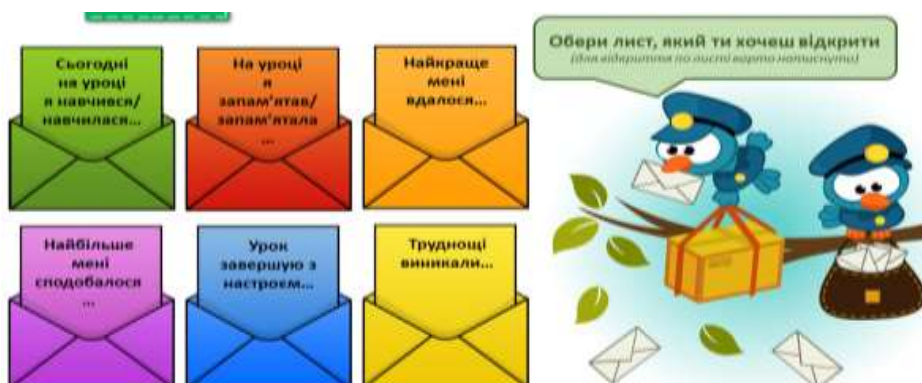 Сьогодні
на уроці
я навчився/
навчилася...
На уроці
я
запам'ятав/
запам'ятала
...
Найкраще
мені
вдалося...
Обери лист, який ти хочеш відкрити
(для відкриття по листі варто натиснути)
Найбільше
мені
сподобалося
...
Урок
завершую з
настроєм...
Труднощі
виникали...